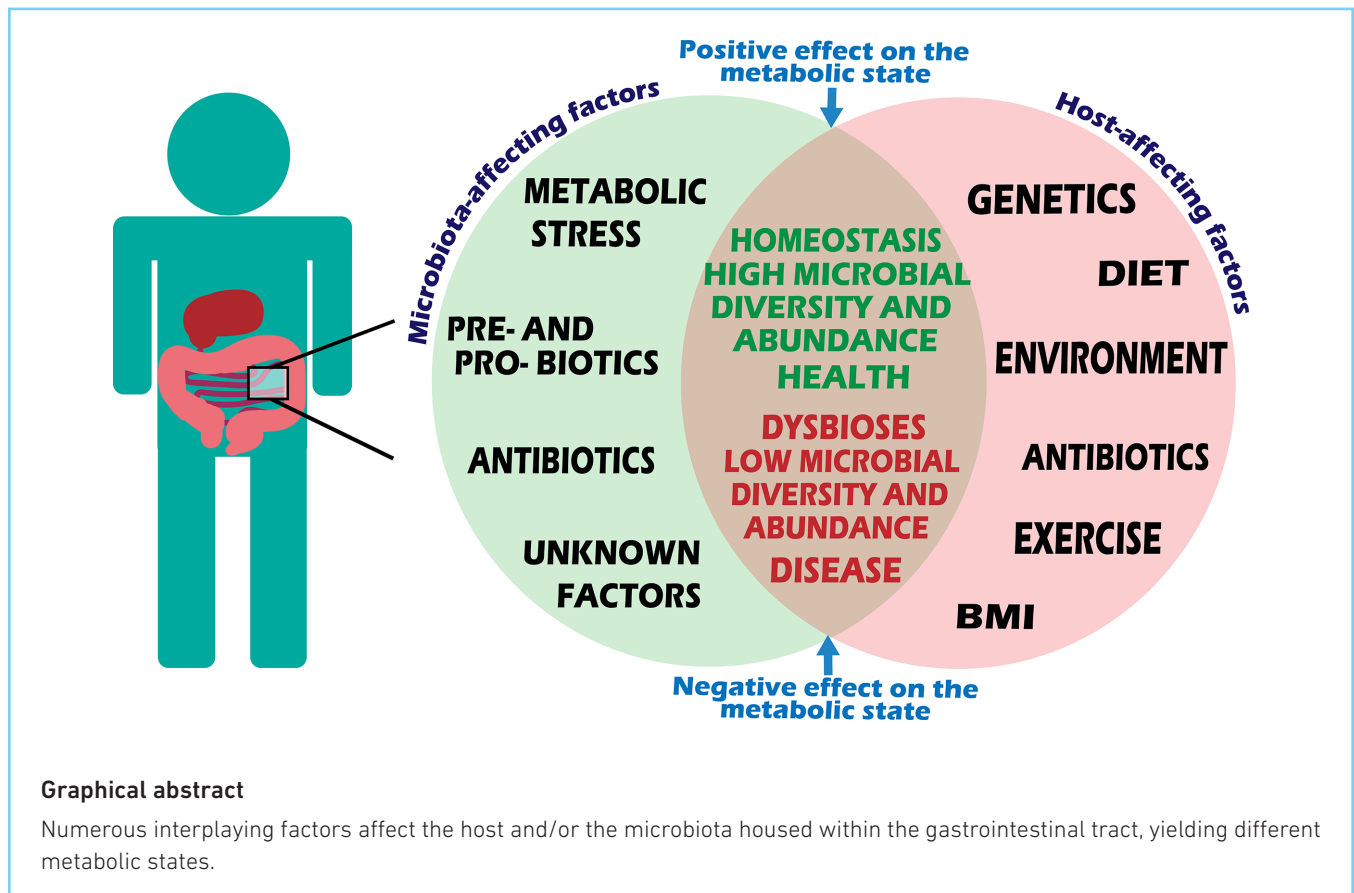 Positive effect on the
metabolic state
Microbiota-affecting factors
Host-affecting factors
METABOLIC
STRESS
PRE- AND
PRO- BIOTICS
ANTIBIOTICS
UNKNOWN
FACTORS
HOMEOSTASIS
HIGH MICROBIAL
DIVERSITY AND
ABUNDANCE
HEALTH
DYSBIOSES
LOW MICROBIAL
DIVERSITY AND
ABUNDANCE
DISEASE
GENETICS
DIET
ENVIRONMENT
ANTIBIOTICS
EXERCISE
BMI
Negative effect on the
metabolic state
Graphical abstract
Numerous interplaying factors affect the host and/or the microbiota housed within the gastrointestinal tract, yielding different
metabolic states.